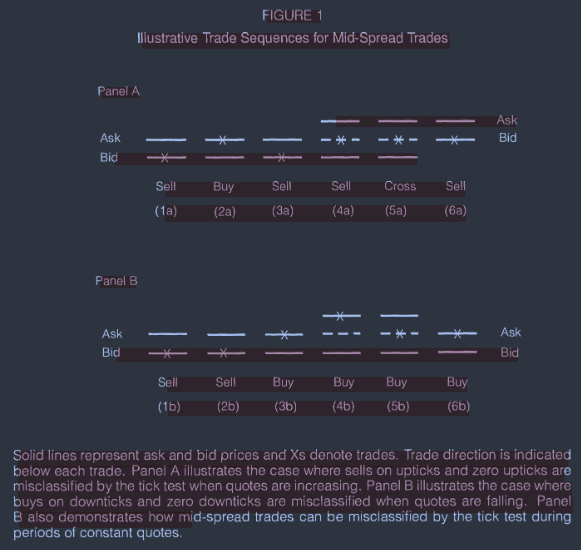 FIGURE 1
Illustrative Trade Sequences for Mid-Spread Trades
Panel A
Ask
Ask Bid
Bid
Sell Buy Sell Sell Cross Sell
(1a) (2a) (3a) (4a) (5a) (6a)
Panel B
Ask Ask
Bid Bid
Sell Sell Buy Buy Buy Buy
(1b) (2b) (3b) (4b) (5b) (6b)
Solid lines represent ask and bid prices and Xs denote trades. Trade direction is indicated
below each trade. Panel A illustrates the case where sells on upticks and zero upticks are
misclassified by the tick test when quotes are increasing. Panel B illustrates the case where
buys on downticks and zero downticks are misclassified when quotes are falling. Panel
B also demonstrates how mid-spread trades can be misclassified by the tick test during
periods of constant quotes.